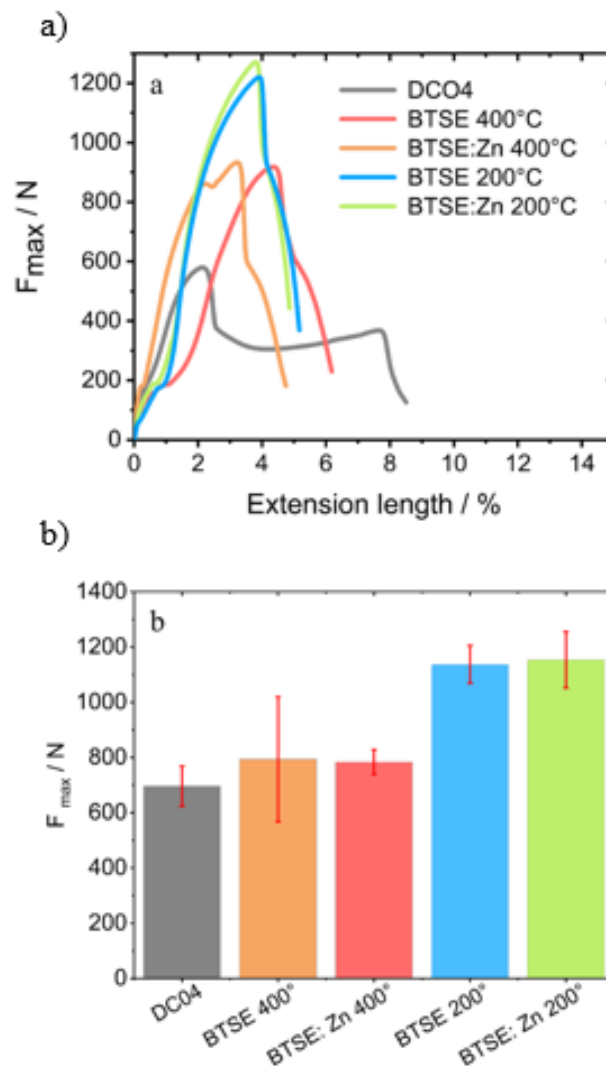 a)
a
DCO4
BTSE 400°C
BTSE:Zn 400°C
BTSE 200°C
BTSE:Zn 200°C
1200
1000
800
600
400
200
0
Fmax / N
0 2 4 6 8 10 12 14
Extension length / %
b)
b
1400
1200
1000
800
600
400
200
0
F max / N
DC04
BTSE 400°
BTSE: Zn 400°
BTSE 200°
BTSE: Zn 200°